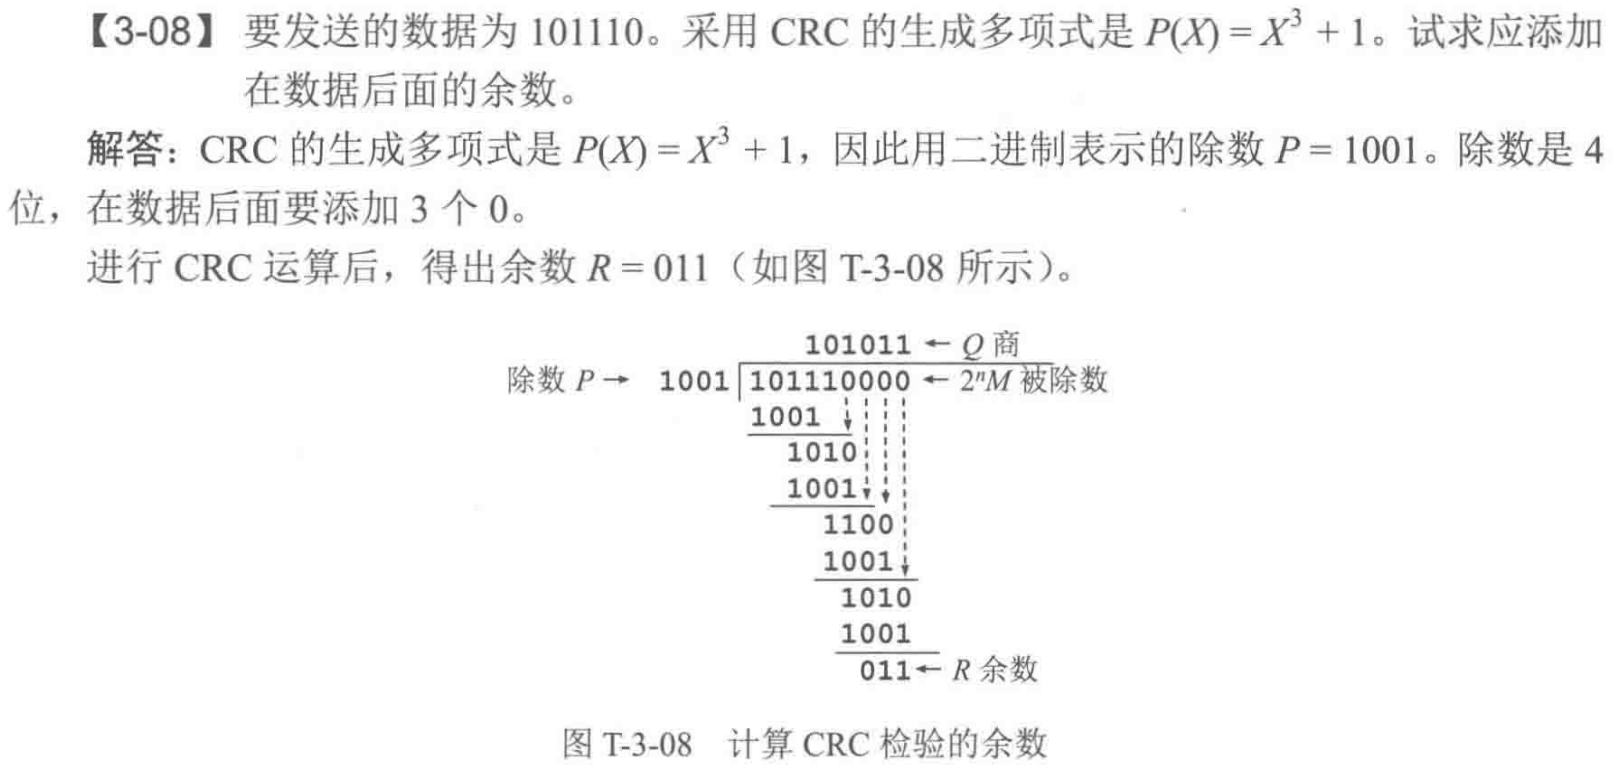 【3-08】 要发送的数据为 101110。采用 CRC 的生成多项式是 P(X) = X³ + 1。试求应添加
在数据后面的余数。
解答：CRC 的生成多项式是 P(X) = X³ + 1，因此用二进制表示的除数 P = 1001。除数是 4
位，在数据后面要添加 3 个 0。
进行 CRC 运算后，得出余数 R = 011（如图 T-3-08 所示）。
101011 ← Q 商
除数 P → 1001 101110000 ← 2ⁿM 被除数
1001
1010
1001
1100
1001
1010
1001
011 ← R 余数
图 T-3-08 计算 CRC 检验的余数